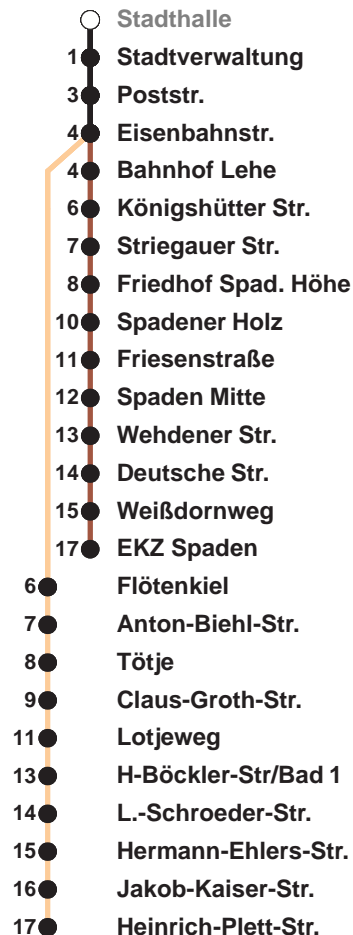 Stadthalle
1 Stadtverwaltung
3 Poststr.
4 Eisenbahnstr.
4 Bahnhof Lehe
6 Königshütter Str.
7 Striegauer Str.
8 Friedhof Spad. Höhe
10 Spadener Holz
11 Friesenstraße
12 Spaden Mitte
13 Wehdener Str.
14 Deutsche Str.
15 Weißdornweg
17 EKZ Spaden
6 Flötenkiel
7 Anton-Biehl-Str.
8 Tötje
9 Claus-Groth-Str.
11 Lotjeweg
13 H-Böckler-Str/Bad 1
14 L.-Schroeder-Str.
15 Hermann-Ehlers-Str.
16 Jakob-Kaiser-Str.
17 Heinrich-Plett-Str.